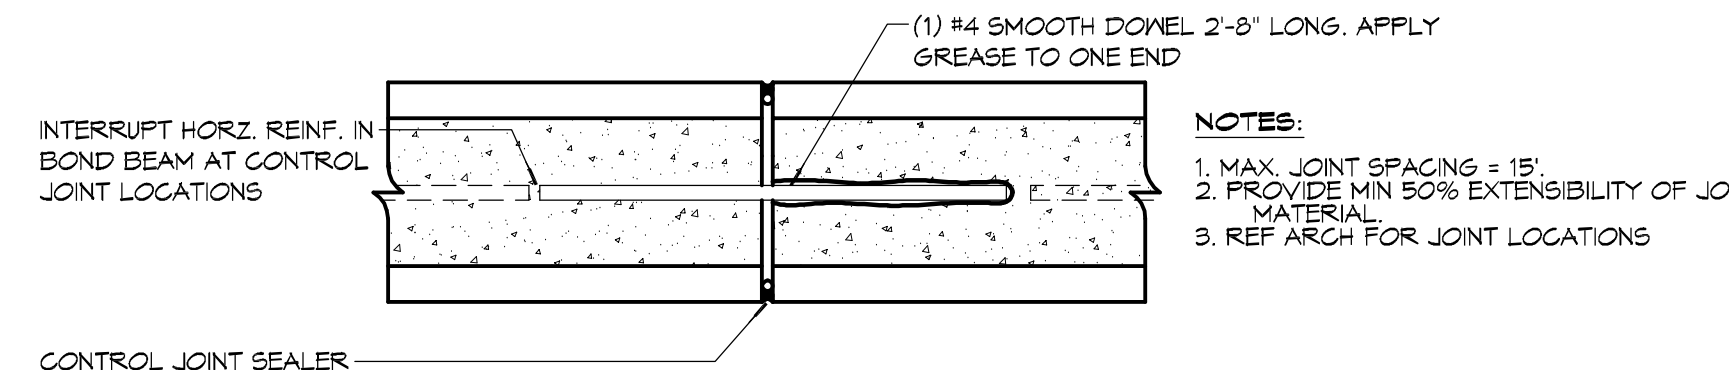 (1) #4 SMOOTH DOWEL 2'-8" LONG. APPLY
GREASE TO ONE END
INTERRUPT HORZ. REINF. IN
BOND BEAM AT CONTROL
JOINT LOCATIONS
NOTES:
1. MAX. JOINT SPACING = 15'.
2. PROVIDE MIN 50% EXTENSIBILITY OF JO
MATERIAL.
3. REF ARCH FOR JOINT LOCATIONS
CONTROL JOINT SEALER